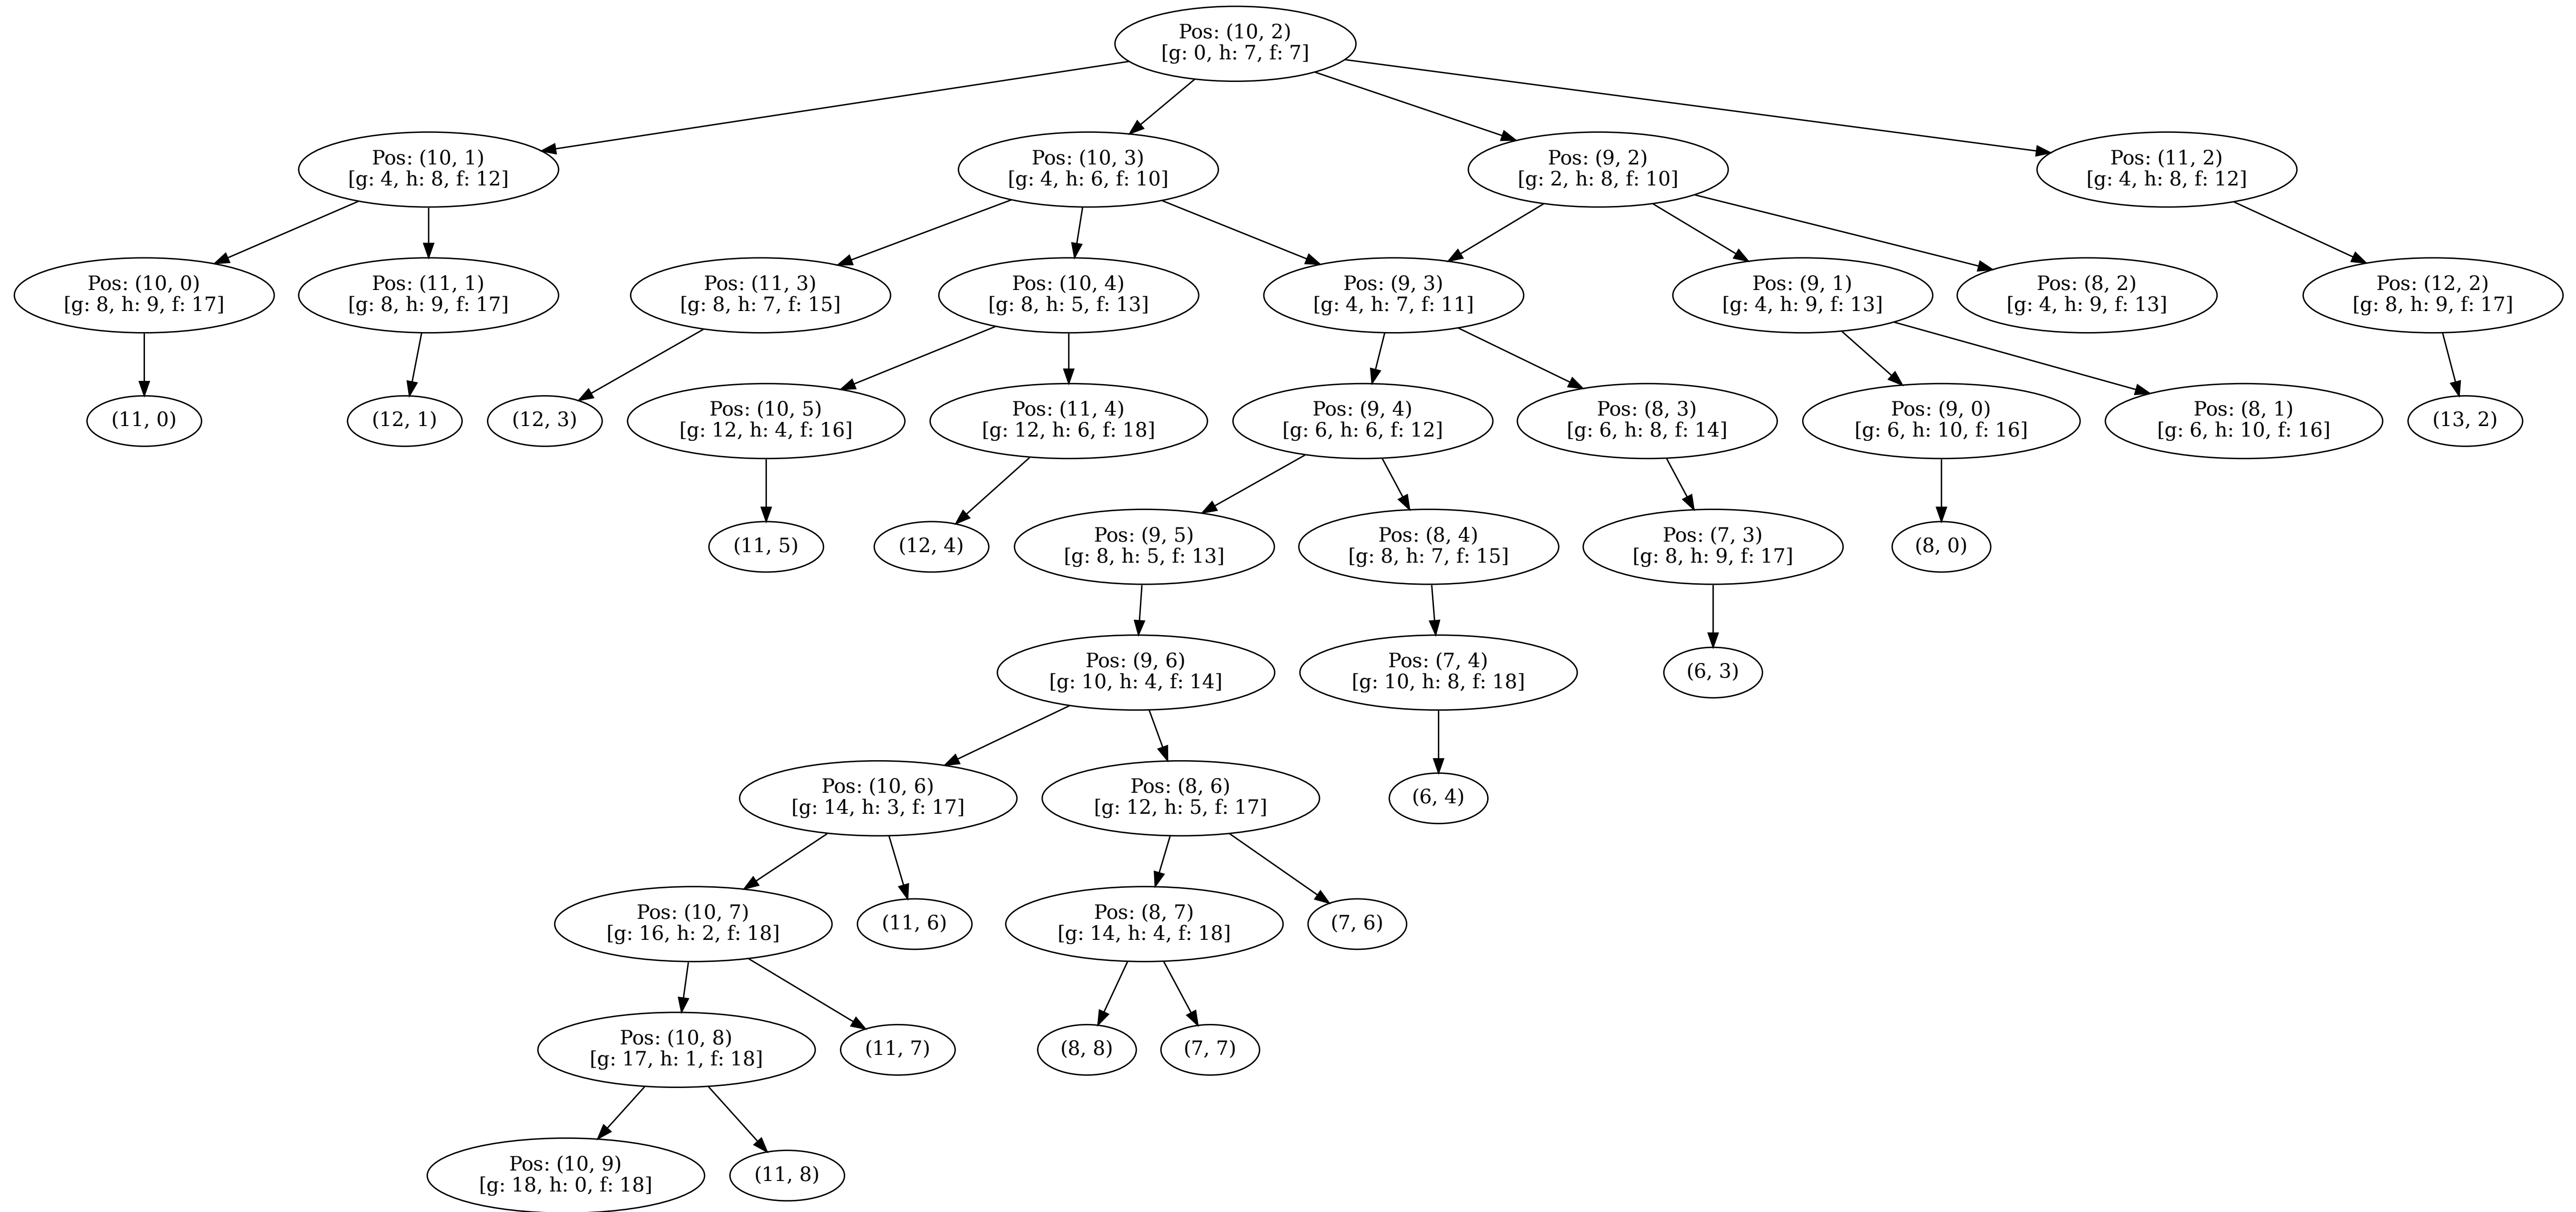 Pos: (10, 2)
[g: 0, h: 7, f: 7]
Pos: (10, 1)
[g: 4, h: 8, f: 12]
Pos: (10, 3)
[g: 4, h: 6, f: 10]
Pos: (9, 2)
[g: 2, h: 8, f: 10]
Pos: (11, 2)
[g: 4, h: 8, f: 12]
Pos: (10, 0)
[g: 8, h: 9, f: 17]
Pos: (11, 1)
[g: 8, h: 9, f: 17]
Pos: (11, 3)
[g: 8, h: 7, f: 15]
Pos: (10, 4)
[g: 8, h: 5, f: 13]
Pos: (9, 3)
[g: 4, h: 7, f: 11]
Pos: (9, 1)
[g: 4, h: 9, f: 13]
Pos: (8, 2)
[g: 4, h: 9, f: 13]
Pos: (12, 2)
[g: 8, h: 9, f: 17]
(11, 0)
(12, 1)
(12, 3)
Pos: (10, 5)
[g: 12, h: 4, f: 16]
Pos: (11, 4)
[g: 12, h: 6, f: 18]
Pos: (9, 4)
[g: 6, h: 6, f: 12]
Pos: (8, 3)
[g: 6, h: 8, f: 14]
Pos: (9, 0)
[g: 6, h: 10, f: 16]
Pos: (8, 1)
[g: 6, h: 10, f: 16]
(13, 2)
(11, 5)
(12, 4)
Pos: (9, 5)
[g: 8, h: 5, f: 13]
Pos: (8, 4)
[g: 8, h: 7, f: 15]
Pos: (7, 3)
[g: 8, h: 9, f: 17]
(8, 0)
Pos: (9, 6)
[g: 10, h: 4, f: 14]
Pos: (7, 4)
[g: 10, h: 8, f: 18]
(6, 3)
Pos: (10, 6)
[g: 14, h: 3, f: 17]
Pos: (8, 6)
[g: 12, h: 5, f: 17]
(6, 4)
Pos: (10, 7)
[g: 16, h: 2, f: 18]
(11, 6)
Pos: (8, 7)
[g: 14, h: 4, f: 18]
(7, 6)
Pos: (10, 8)
[g: 17, h: 1, f: 18]
(11, 7)
(8, 8)
(7, 7)
Pos: (10, 9)
[g: 18, h: 0, f: 18]
(11, 8)